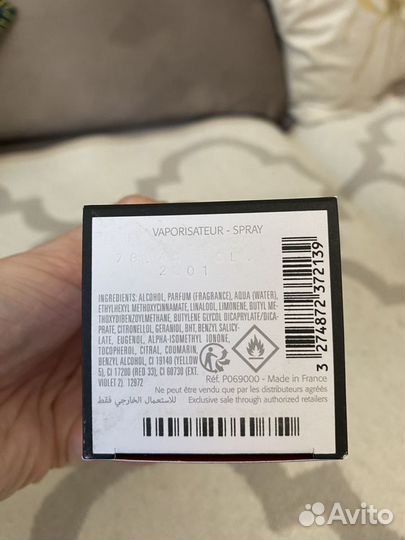 VAPORISATEUR - SPRAY
2 01
INGREDIENTS: ALCOHOL, PARFUM (FRAGRANCE), AQUA (WATER),
ETHYLHEXYL METHOXYCINNAMATE, LINALOOL, LIMONENE, BUTYL ME-
THOXYDIBENZOYLMETHANE, BUTYLENE GLYCOL DICAPRYLATE/DICA-
PRATE, CITRONELLOL, GERANIOL, BHT, BENZYL SALICY-
LATE, EUGENOL, ALPHA-ISOMETHYL IONONE,
TOCOPHEROL, CITRAL, COUMARIN,
BENZYL ALCOHOL, CI 19140 (YELLOW
5), CI 17200 (RED 33), CI 60730 (EXT.
VIOLET 2). 12872
Réf. P069000 - Made in France
Ne peut être vendu que par les distributeurs agréés
Exclusive sale through authorized retailers
للاستعمال الخارجي فقط
3 274872 372139
Avito